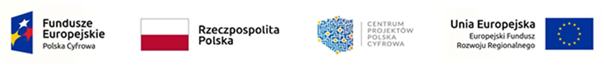 Fundusze
Europejskie
Polska Cyfrowa
Rzeczpospolita
Polska
CENTRUM
PROJEKTÓW
POLSKA
CYFROWA
Unia Europejska
Europejski Fundusz
Rozwoju Regionalnego